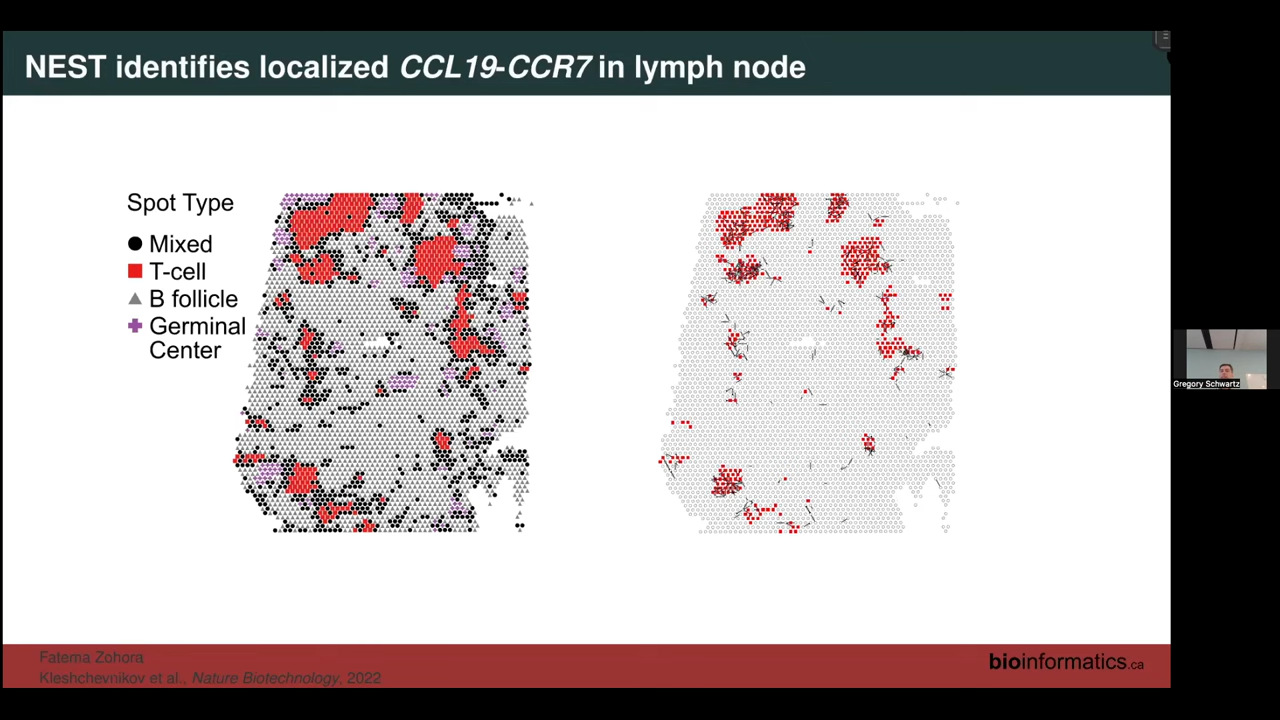 NEST identifies localized CCL19-CCR7 in lymph node
Spot Type
Mixed
T-cell
B follicle
Germinal
Center
Gregory Schwartz
Fatema Zohora
Kleshchevnikov et al., Nature Biotechnology, 2022
bioinformatics.ca